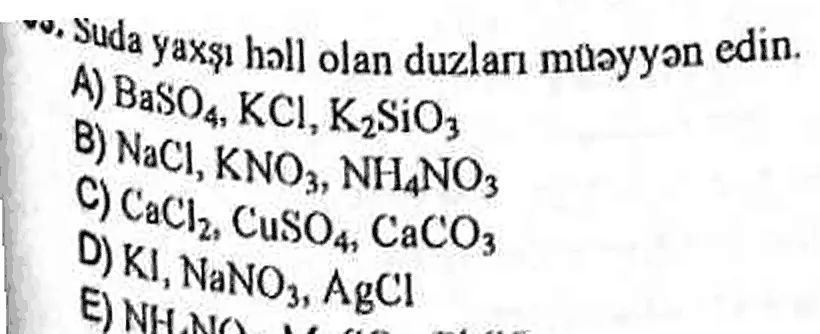 Suda yaxşı həll olan duzları müəyyən edin.
A) BaSO₄, KCl, K₂SiO₃
B) NaCl, KNO₃, NH₄NO₃
C) CaCl₂, CuSO₄, CaCO₃
D) KI, NaNO₃, AgCl
E)